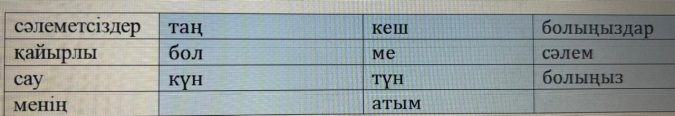 сәлеметсіздер таң кеш болыңыздар
қайырлы бол ме сәлем
сау күн түн болыңыз
менің атым